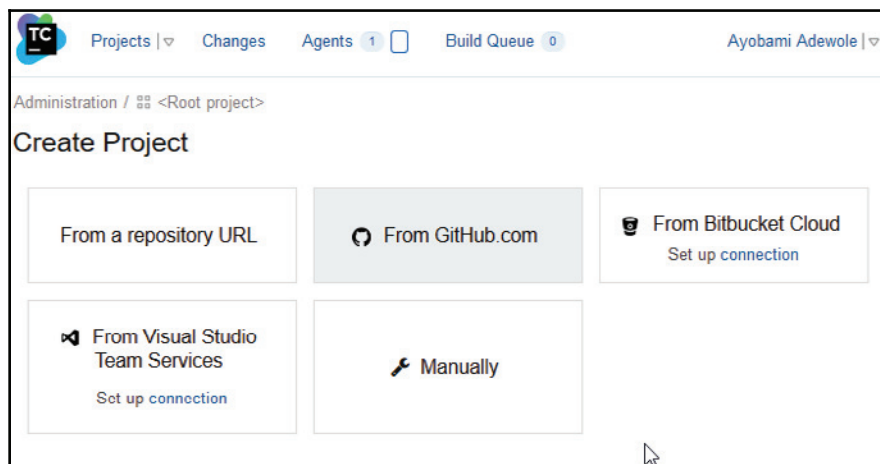 TC
Projects
Changes
Agents 1
Build Queue 0
Ayobami Adewole
Administration / <Root project>
Create Project
From a repository URL
From GitHub.com
From Bitbucket Cloud
Set up connection
From Visual Studio
Team Services
Set up connection
Manually